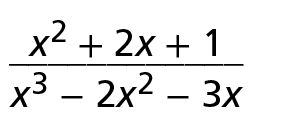 x² + 2x + 1
x³ − 2x² − 3x